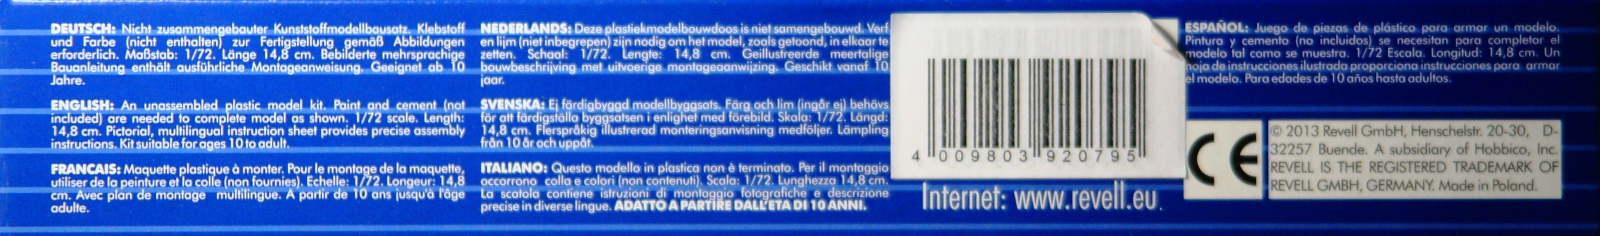 DEUTSCH: Nicht zusammengebauter Kunststoffmodellbausatz. Klebstoff
und Farbe (nicht enthalten) zur Fertigstellung gemäß Abbildungen
erforderlich. Maßstab: 1/72. Länge 14,8 cm. Bebilderte mehrsprachige
Bauanleitung enthält ausführliche Montageanweisung. Geeignet ab 10
Jahre.
ENGLISH: An unassembled plastic model kit. Paint and cement (not
included) are needed to complete model as shown. 1/72 scale. Length:
14,8 cm. Pictorial, multilingual instruction sheet provides precise assembly
instructions. Kit suitable for ages 10 to adult.
FRANCAIS: Maquette plastique à monter. Pour le montage de la maquette,
utiliser de la peinture et la colle (non fournies). Echelle: 1/72. Longeur: 14,8
cm. Avec plan de montage multilingue. A partir de 10 ans jusqu'à l'âge
adulte.
NEDERLANDS: Deze plastiekmodelbouwdoos is niet samengebouwd. Verf
en lijm (niet inbegrepen) zijn nodig om het model, zoals getoond, in elkaar te
zetten. Schaal: 1/72. Lengte: 14,8 cm. Geillustreerde meertalige
bouwbeschrijving met uitvoerige montageaanwijzing. Geschikt vanaf 10
jaar.
SVENSKA: Ej färdigbyggd modellbyggsats. Färg och lim (ingår ej) behövs
för att färdigställa byggsatsen i enlighet med förebild. Skala: 1/72. Längd:
14,8 cm. Flerspråkig illustrerad monteringsanvisning medföljer. Lämpling
från 10 år och uppåt.
ITALIANO: Questo modello in plastica non è terminato. Per il montaggio
occorrono colla e colori (non contenuti). Scala: 1/72. Lunghezza 14,8 cm.
La scatola contiene istruzioni di montaggio fotografiche e descrizione
precise in diverse lingue. ADATTO A PARTIRE DALL'ETA DI 10 ANNI.
4 009803 920795
Internet: www.revell.eu.
ESPAÑOL: Juego de piezas de plástico para armar un modelo.
Pintura y cemento (no incluidos) se necesitan para completar el
modelo tal como se muestra. 1/72 Escala. Longitud: 14,8 cm. Un
hoja de instrucciones ilustrada proporciona instrucciones para armar
el modelo. Para edades de 10 años hasta adultos.
CE
© 2013 Revell GmbH, Henschelstr. 20-30, D-
32257 Buende. A subsidiary of Hobbico, Inc.
REVELL IS THE REGISTERED TRADEMARK OF
REVELL GMBH, GERMANY. Made in Poland.